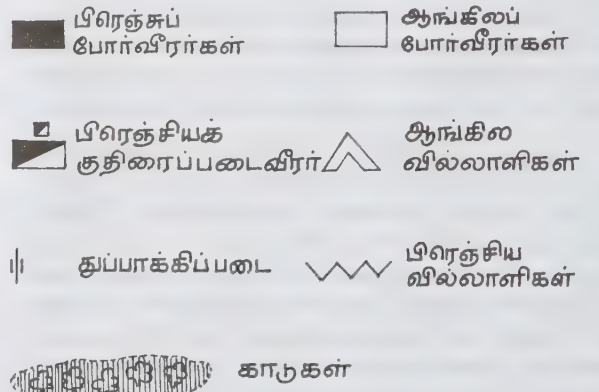 பிரெஞ்சுப்
போர்வீரர்கள்
ஆங்கிலப்
போர்வீரர்கள்
பிரெஞ்சியக்
குதிரைப்படைவீரர்
ஆங்கில
வில்லாளிகள்
துப்பாக்கிப்படை
பிரெஞ்சிய
வில்லாளிகள்
காடுகள்